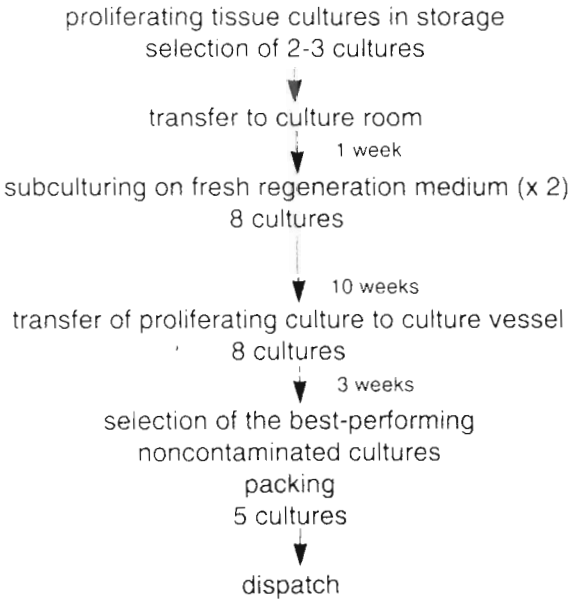 proliferating tissue cultures in storage
selection of 2-3 cultures
transfer to culture room
1 week
subculturing on fresh regeneration medium (x 2)
8 cultures
10 weeks
transfer of proliferating culture to culture vessel
8 cultures
3 weeks
selection of the best-performing
noncontaminated cultures
packing
5 cultures
dispatch